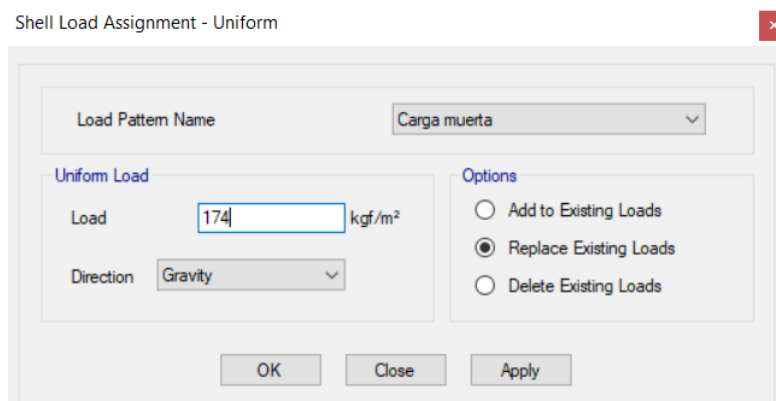 Shell Load Assignment - Uniform
Load Pattern Name
Carga muerta
Uniform Load
Load
174
kgf/m²
Direction
Gravity
Options
Add to Existing Loads
Replace Existing Loads
Delete Existing Loads
OK
Close
Apply